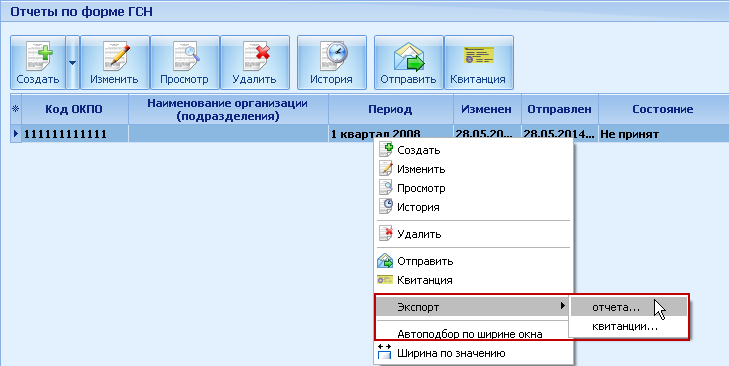 Отчеты по форме ГСН
Создать Изменить Просмотр Удалить История Отправить Квитанция
Код ОКПО Наименование организации (подразделения) Период Изменен Отправлен Состояние
111111111111 1 квартал 2008 28.05.20... 28.05.2014... Не принят
Создать
Изменить
Просмотр
История
Удалить
Отправить
Квитанция
Экспорт
отчета...
квитанции...
Автоподбор по ширине окна
Ширина по значению